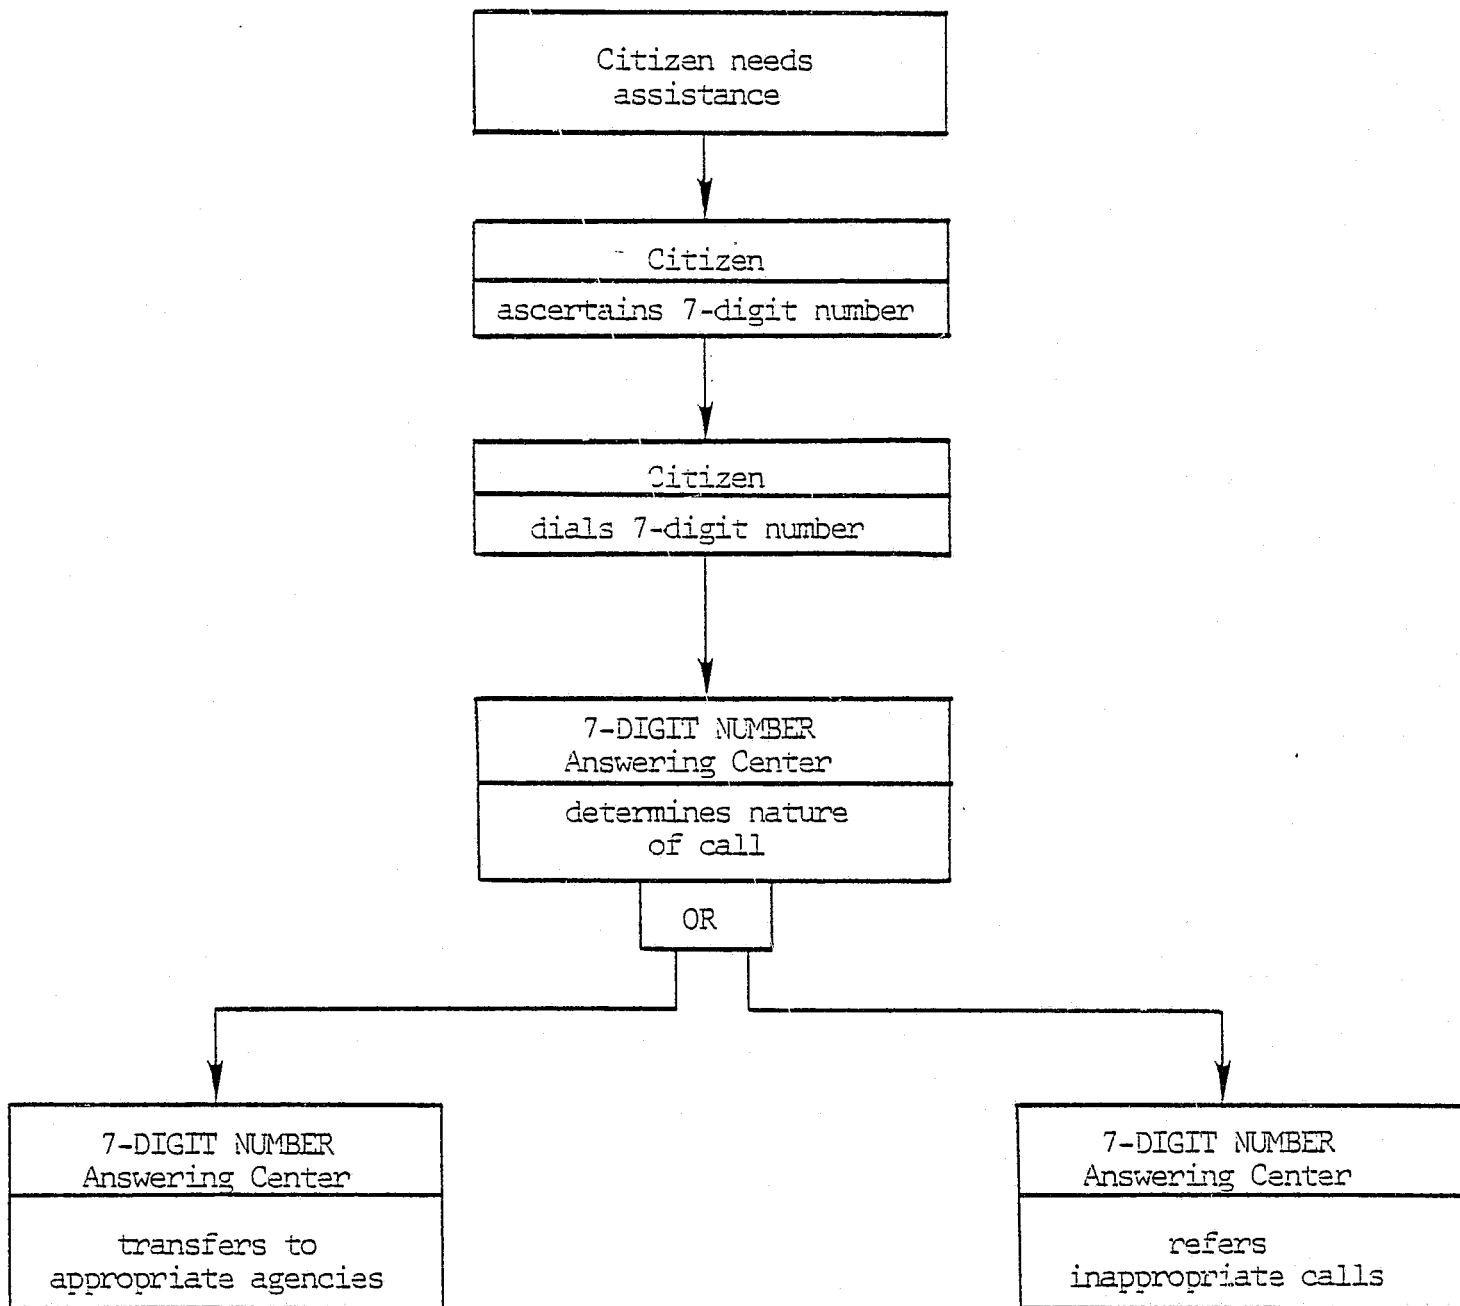 Citizen needs
assistance
Citizen
ascertains 7-digit number
Citizen
dials 7-digit number
7-DIGIT NUMBER
Answering Center
determines nature
of call
OR
7-DIGIT NUMBER
Answering Center
transfers to
appropriate agencies
7-DIGIT NUMBER
Answering Center
refers
inappropriate calls